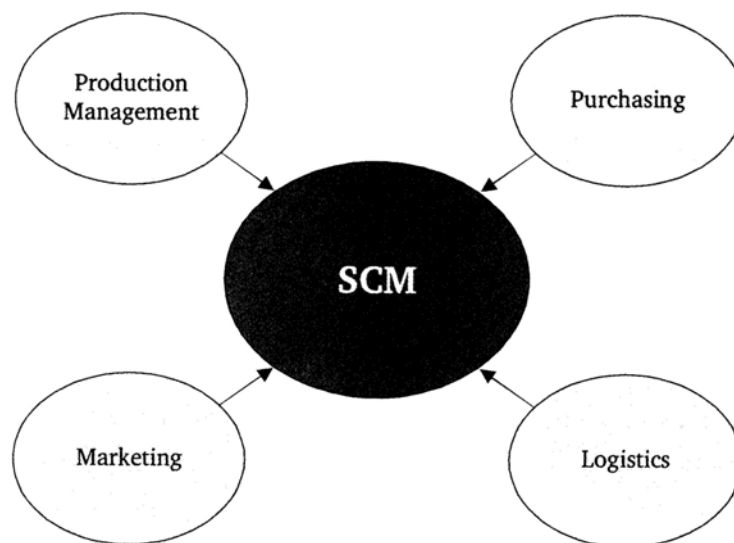 Production
Management
Purchasing
SCM
Marketing
Logistics